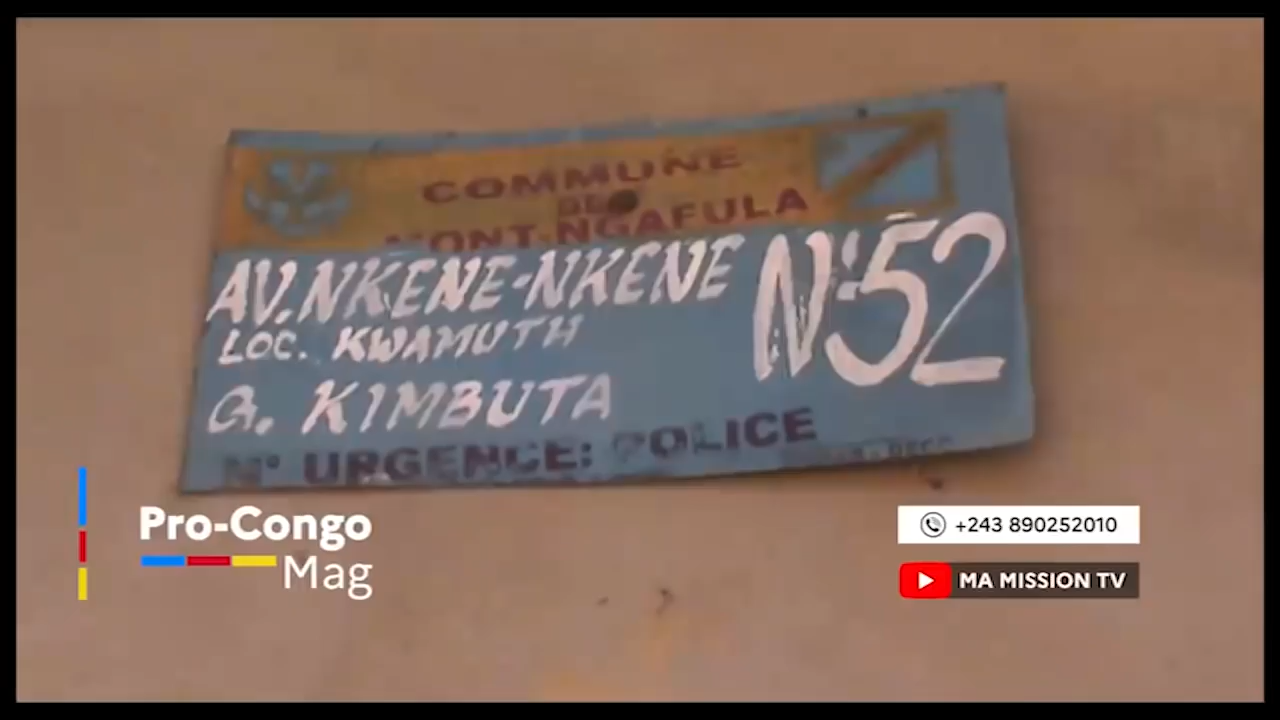 COMMUNE
DE
MONT-NGAFULA
AV. NKENE-NKENE
N° 52
LOC. KWAMUTH
Q. KIMBUTA
N° URGENCE: POLICE
Pro-Congo
Mag
+243 890252010
MA MISSION TV